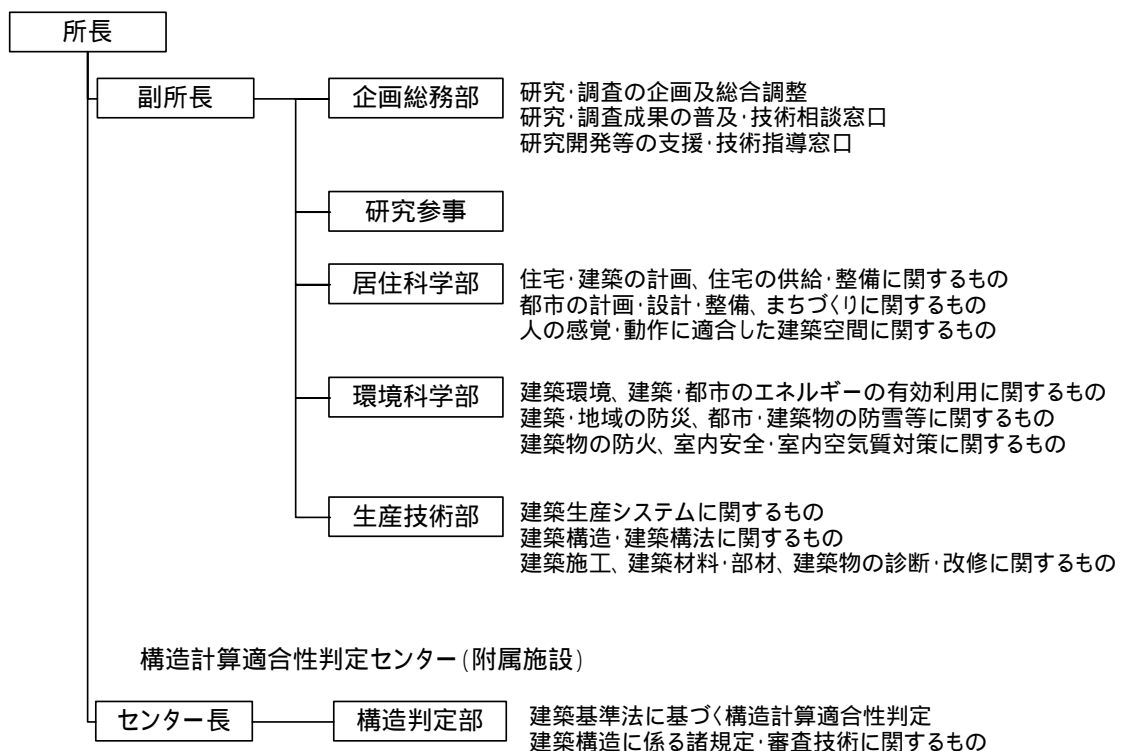 所長
副所長
企画総務部
研究・調査の企画及総合調整
研究・調査成果の普及・技術相談窓口
研究開発等の支援・技術指導窓口
研究参事
居住科学部
住宅・建築の計画、住宅の供給・整備に関するもの
都市の計画・設計・整備、まちづくりに関するもの
人の感覚・動作に適合した建築空間に関するもの
環境科学部
建築環境、建築・都市のエネルギーの有効利用に関するもの
建築・地域の防災、都市・建築物の防雪等に関するもの
建築物の防火、室内安全・室内空気質対策に関するもの
生産技術部
建築生産システムに関するもの
建築構造・建築構法に関するもの
建築施工、建築材料・部材、建築物の診断・改修に関するもの
構造計算適合性判定センター(附属施設)
センター長
構造判定部
建築基準法に基づく構造計算適合性判定
建築構造に係る諸規定・審査技術に関するもの